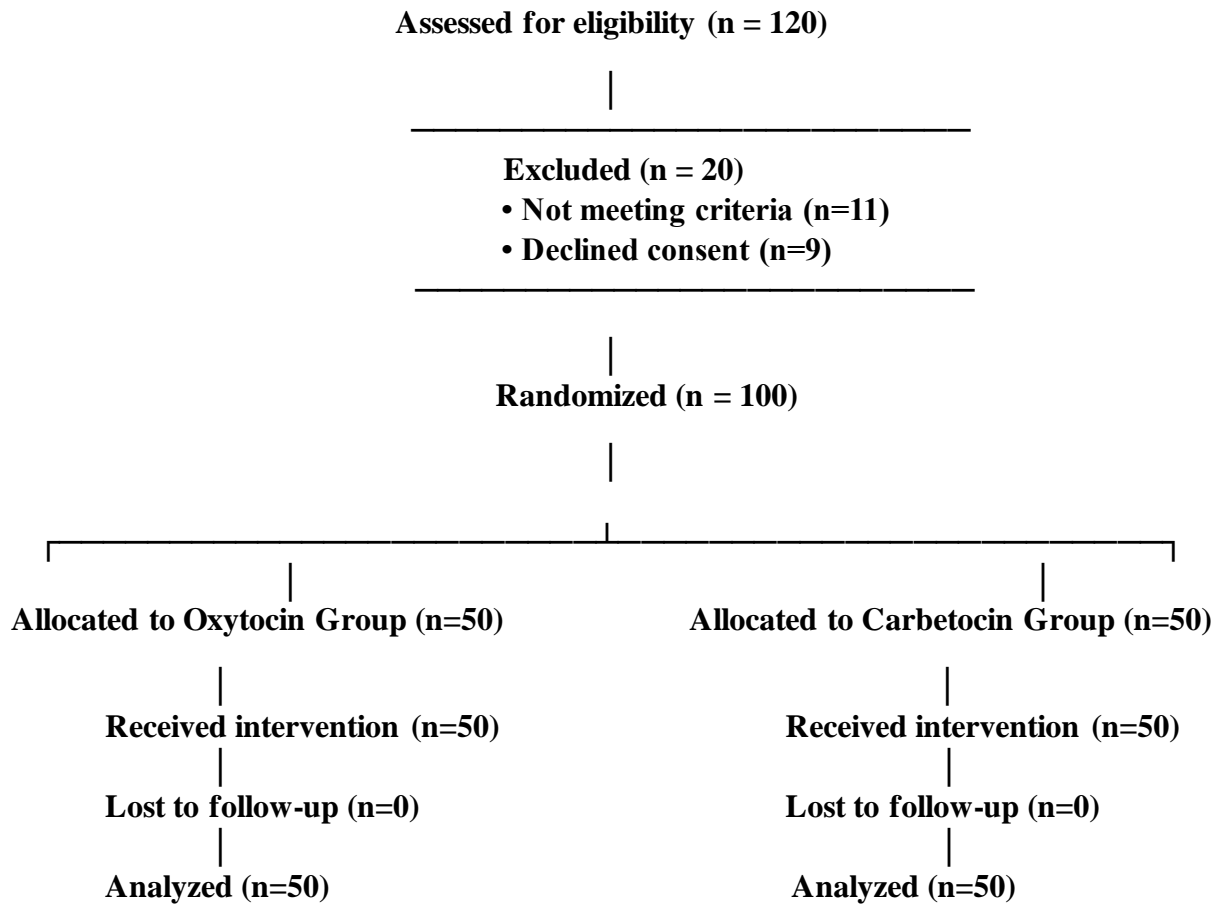 Assessed for eligibility (n = 120)
Excluded (n = 20)
• Not meeting criteria (n=11)
• Declined consent (n=9)
Randomized (n = 100)
Allocated to Oxytocin Group (n=50)
Allocated to Carbetocin Group (n=50)
Received intervention (n=50)
Received intervention (n=50)
Lost to follow-up (n=0)
Lost to follow-up (n=0)
Analyzed (n=50)
Analyzed (n=50)